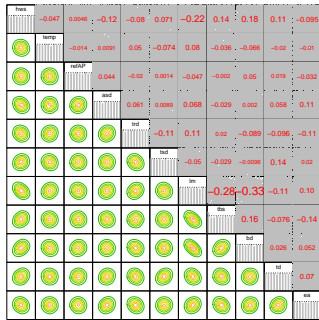 hws -0.047 0.0046 -0.12 -0.08 0.071 -0.22 0.14 0.18 0.11 -0.095
temp -0.014 0.0091 0.05 -0.074 0.08 -0.036 -0.066 -0.02 -0.01
refAP 0.044 -0.02 0.0014 -0.047 -0.002 0.05 0.019 -0.032
asd 0.061 0.0089 0.068 -0.029 0.002 0.058 0.11
trd -0.11 0.11 0.02 -0.089 -0.096 -0.11
tsd -0.05 -0.029 -0.0096 0.14 0.02
lm -0.28 -0.33 -0.11 0.10
tbs 0.16 -0.076 -0.14
bd 0.026 0.052
td 0.07
ea